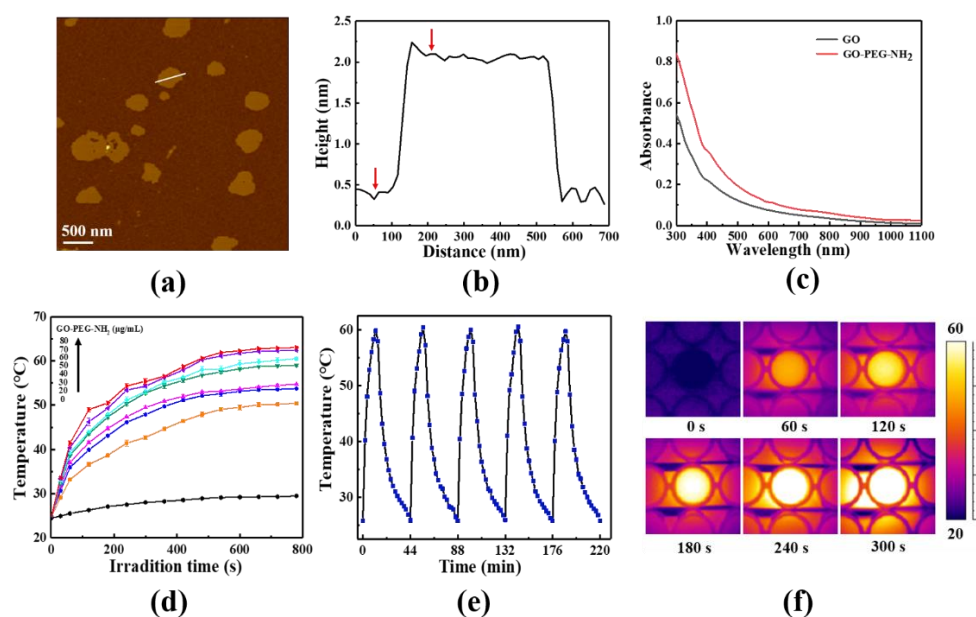 500 nm
(a)
Height (nm)
2.5
2.0
1.5
1.0
0.5
0.0
0 100 200 300 400 500 600 700
Distance (nm)
(b)
Absorbance
1.0
0.8
0.6
0.4
0.2
0.0
GO
GO-PEG-NH2
300 400 500 600 700 800 900 1000 1100
Wavelength (nm)
(c)
Temperature (°C)
70
60
50
40
30
20
GO-PEG-NH2 (μg/mL)
80
70
60
50
30
20
10
0
0 200 400 600 800
Irradition time (s)
(d)
Temperature (°C)
60
50
40
30
0 44 88 132 176 220
Time (min)
(e)
0 s 60 s 120 s
180 s 240 s 300 s
60
20
(f)